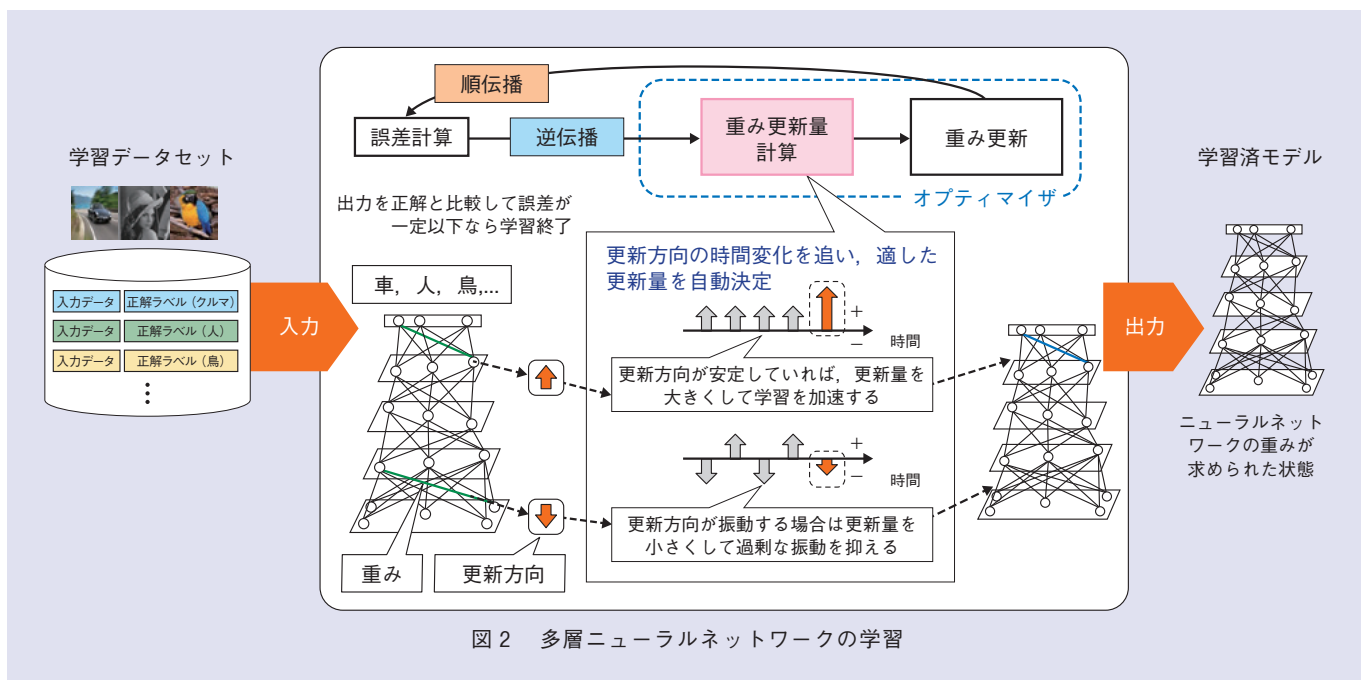 順伝播
誤差計算
逆伝播
重み更新量
計算
重み更新
オプティマイザ
学習データセット
入力データ
正解ラベル（クルマ）
入力データ
正解ラベル（人）
入力データ
正解ラベル（鳥）
入力
出力を正解と比較して誤差が
一定以下なら学習終了
車，人，鳥,...
重み
更新方向
更新方向の時間変化を追い，適した
更新量を自動決定
+
−
時間
更新方向が安定していれば，更新量を
大きくして学習を加速する
+
−
時間
更新方向が振動する場合は更新量を
小さくして過剰な振動を抑える
出力
学習済モデル
ニューラルネット
ワークの重みが
求められた状態
図2　多層ニューラルネットワークの学習